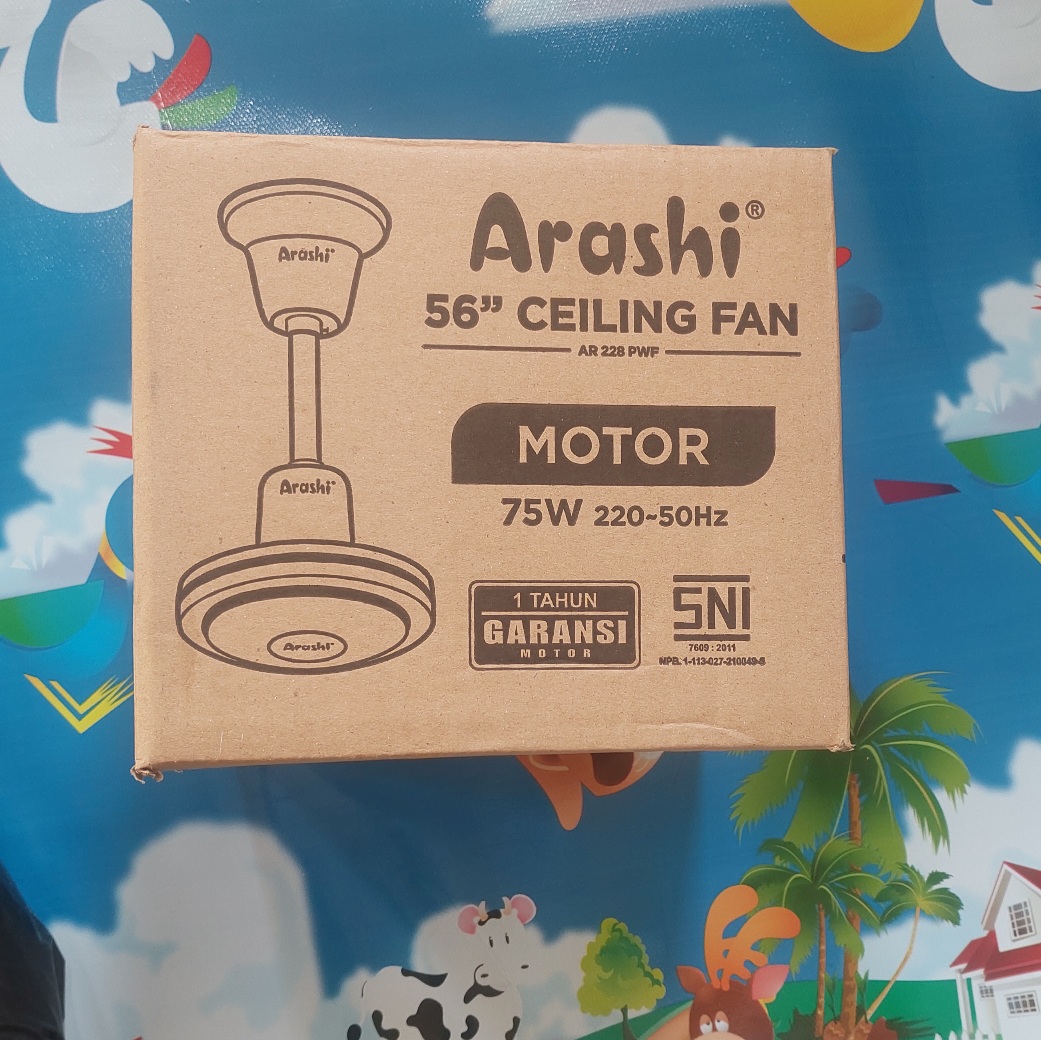 Arashi®
56” CEILING FAN
AR 228 PWF
MOTOR
75W 220~50Hz
1 TAHUN
GARANSI
MOTOR
SNI
7609 : 2011
NPB. 1-113-027-210049-5
Arashi
Arashi
Arashi